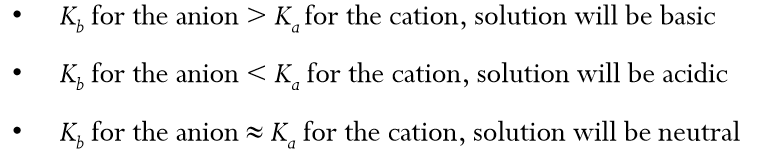 • K_b for the anion > K_a for the cation, solution will be basic
• K_b for the anion < K_a for the cation, solution will be acidic
• K_b for the anion ≈ K_a for the cation, solution will be neutral